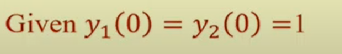 Given y₁(0) = y₂(0) =1